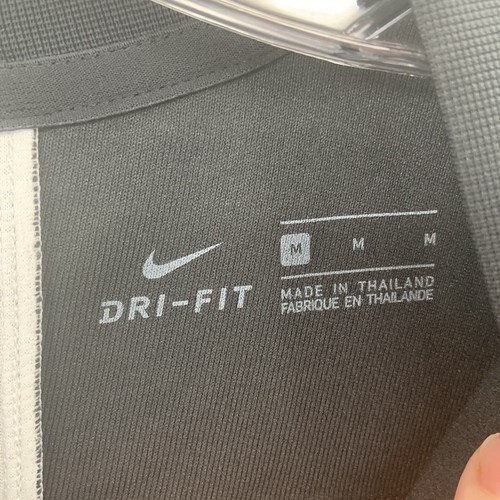 DRI-FIT
M M M
MADE IN THAILAND
FABRIQUE EN THAILANDE